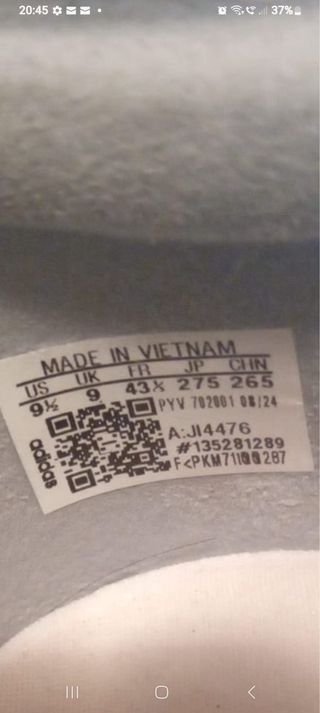 20:45
37%
MADE IN VIETNAM
US UK FR JP CHN
9½ 9 43⅓ 275 265
PYV 702001 08/24
A:JI4476
#135281289
adidas